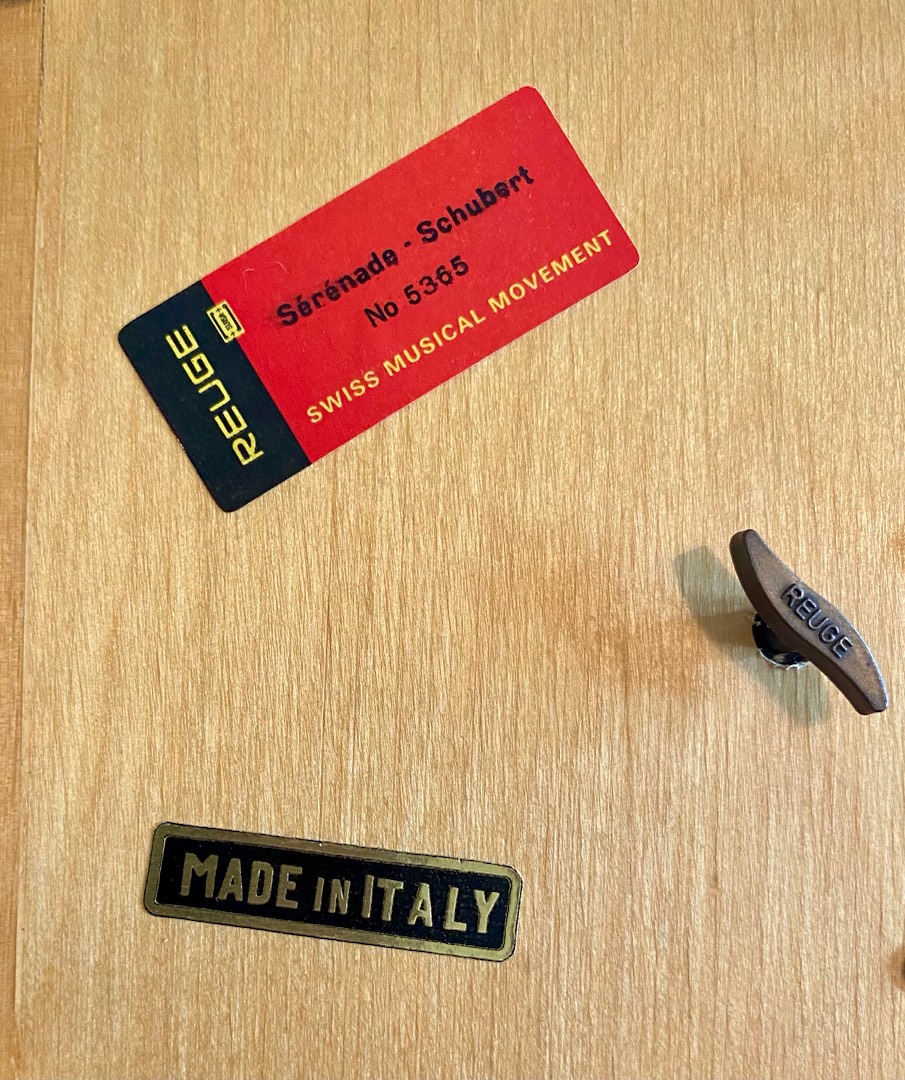 Sérénade - Schubert
No 5365
SWISS MUSICAL MOVEMENT
REUGE
REUGE
MADE IN ITALY